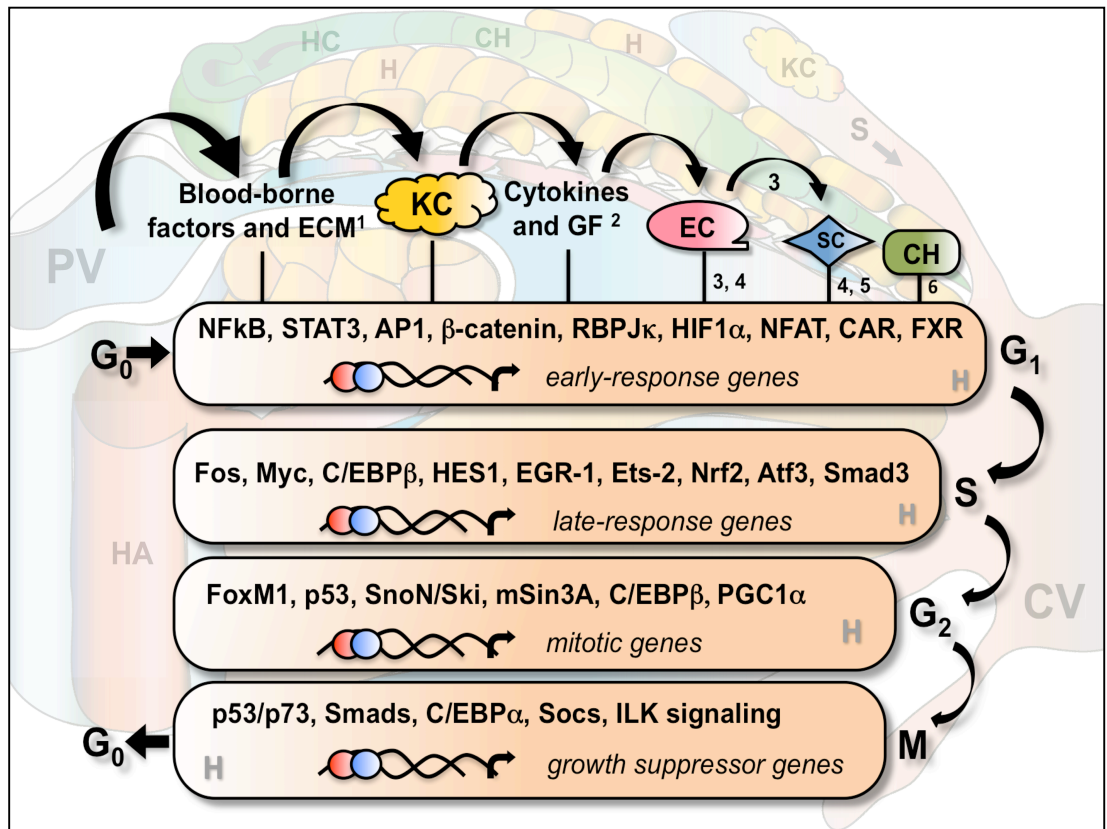 HC
CH
H
H
KC
S
3
Blood-borne
factors and ECM1
KC
Cytokines
and GF 2
EC
SC
CH
PV
3, 4
4, 5
6
NFkB, STAT3, AP1, β-catenin, RBPJκ, HIF1α, NFAT, CAR, FXR
G0
early-response genes
H
G1
Fos, Myc, C/EBPβ, HES1, EGR-1, Ets-2, Nrf2, Atf3, Smad3
late-response genes
H
S
HA
FoxM1, p53, SnoN/Ski, mSin3A, C/EBPβ, PGC1α
mitotic genes
H
G2
CV
p53/p73, Smads, C/EBPα, Socs, ILK signaling
G0
H
growth suppressor genes
M